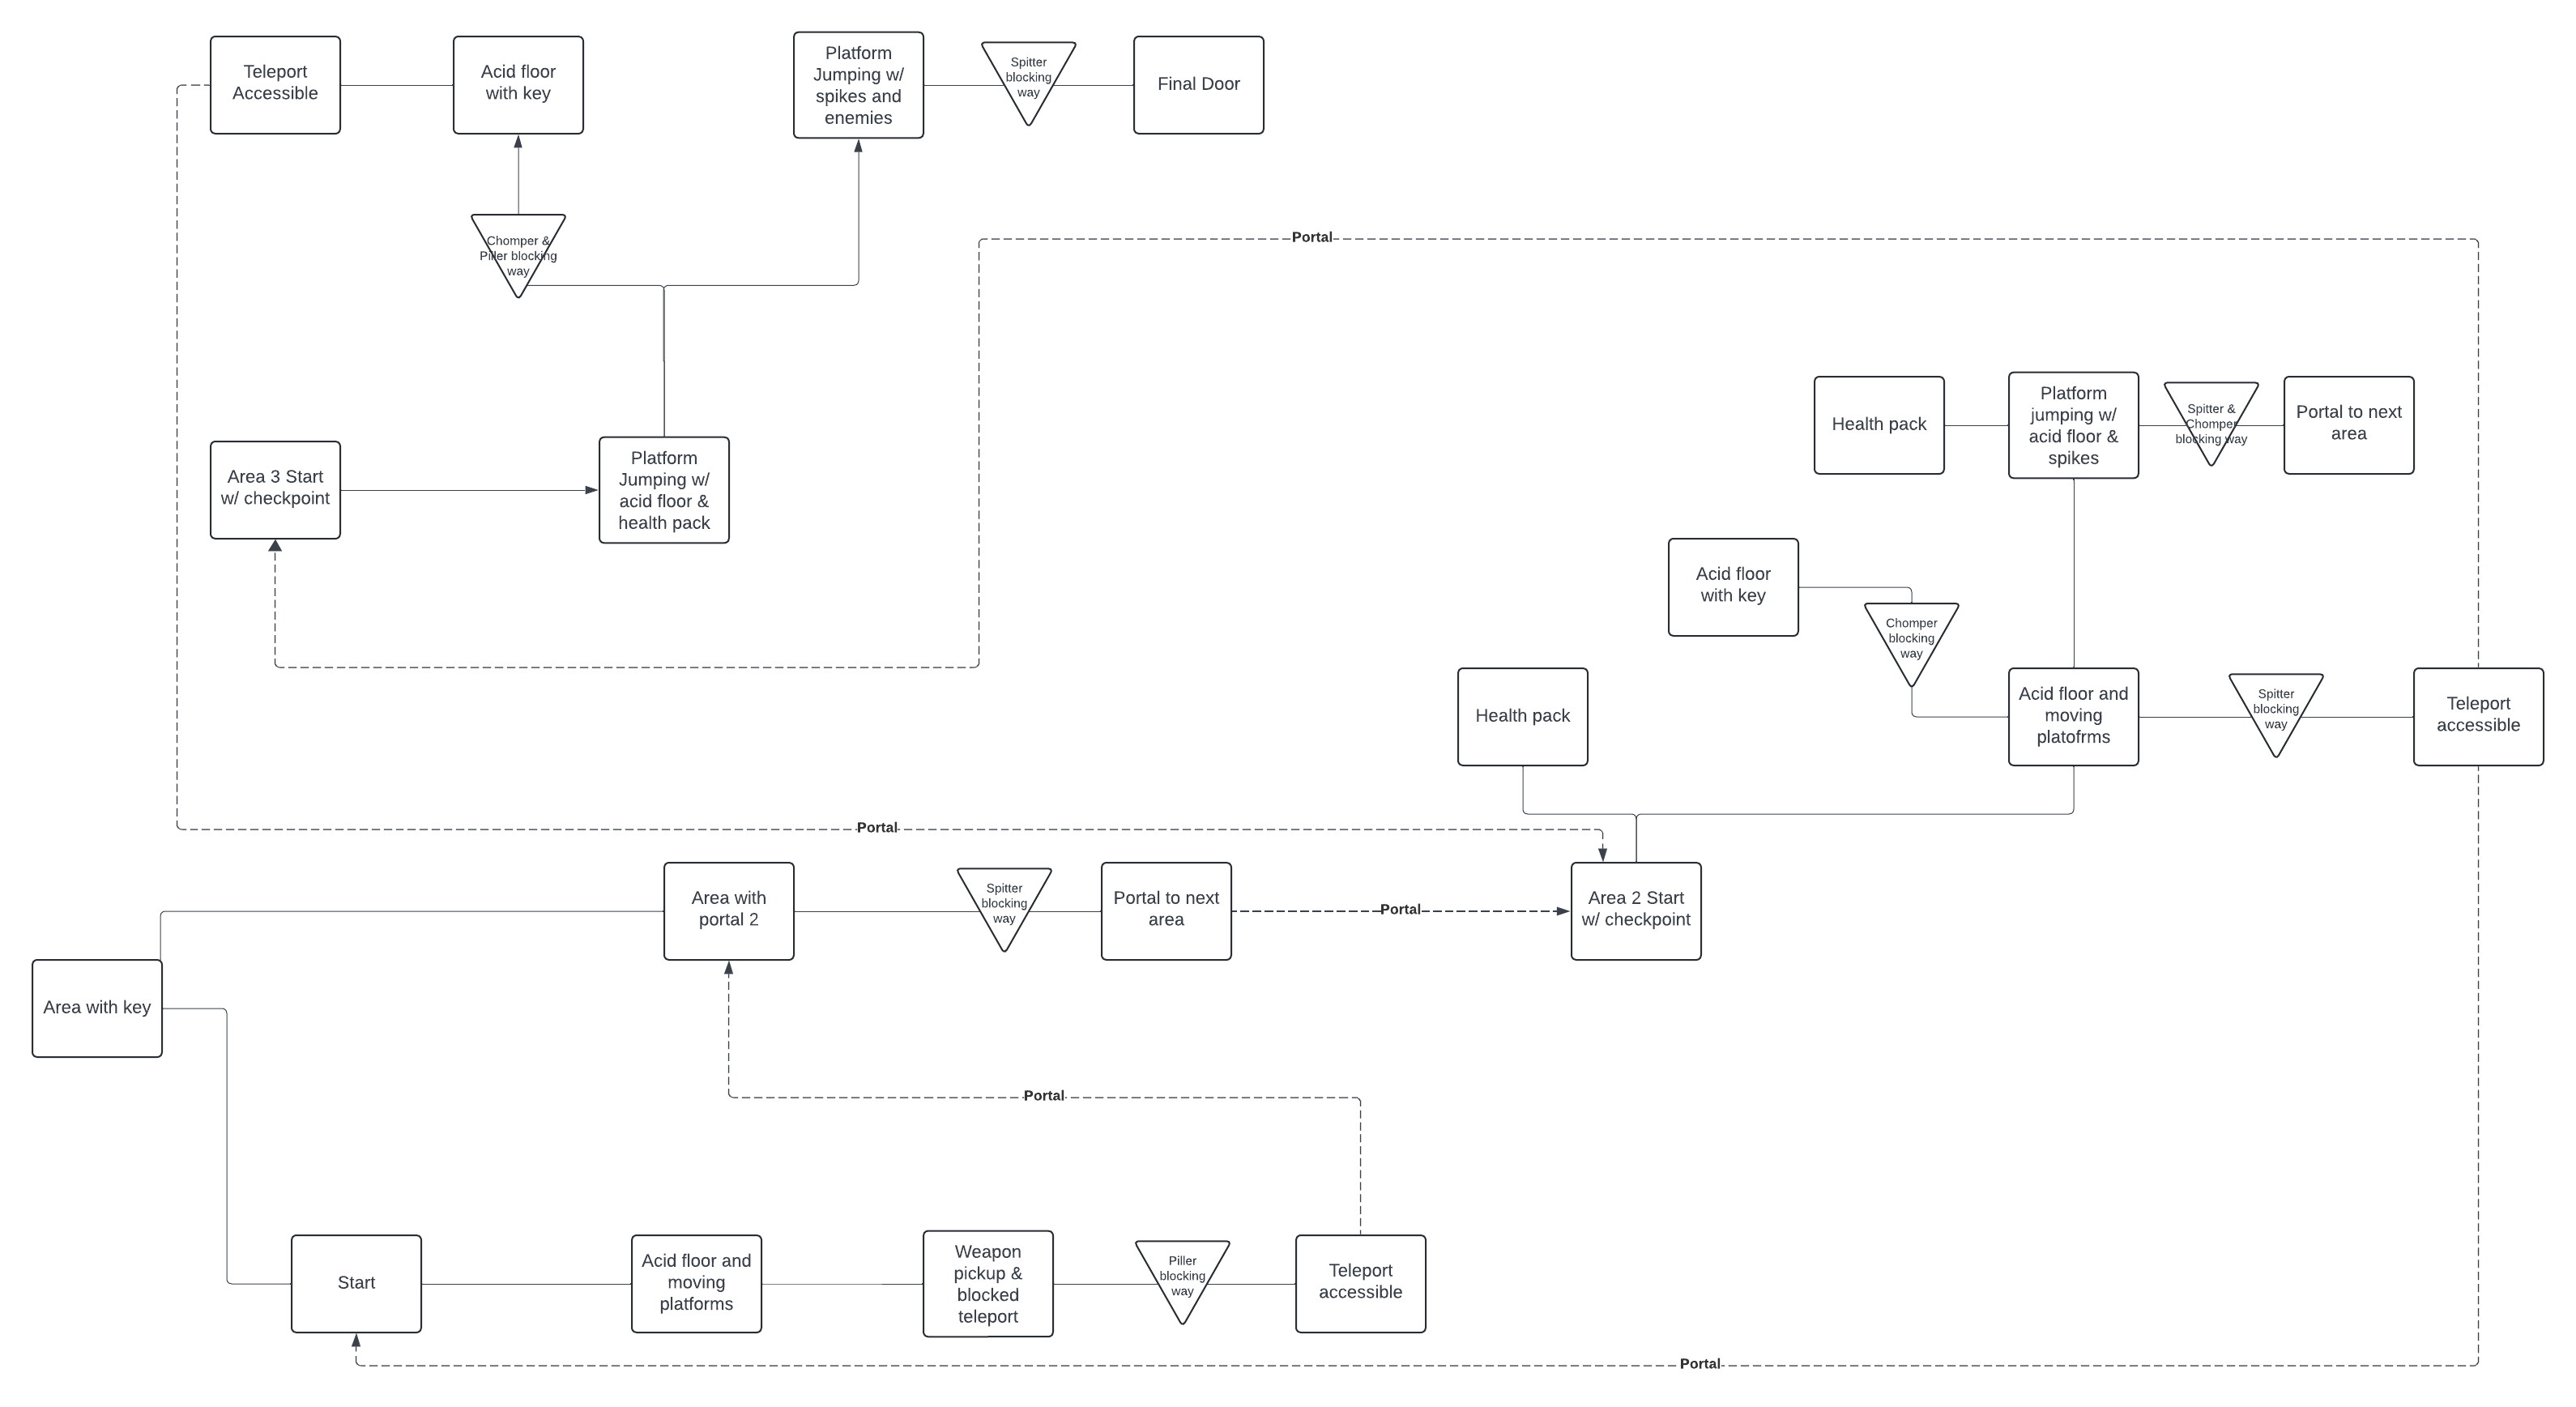 Teleport
Accessible
Acid floor
with key
Platform
Jumping w/
spikes and
enemies
Spitter
blocking
way
Final Door
Chomper &
Piller blocking
way
Portal
Health pack
Platform
jumping w/
acid floor &
spikes
Spitter &
Chomper
blocking way
Portal to next
area
Area 3 Start
w/ checkpoint
Platform
Jumping w/
acid floor &
health pack
Acid floor
with key
Chomper
blocking
way
Health pack
Acid floor and
moving
platofrms
Spitter
blocking
way
Teleport
accessible
Portal
Area with
portal 2
Spitter
blocking
way
Portal to next
area
Portal
Area 2 Start
w/ checkpoint
Area with key
Portal
Start
Acid floor and
moving
platforms
Weapon
pickup &
blocked
teleport
Piller
blocking
way
Teleport
accessible
Portal